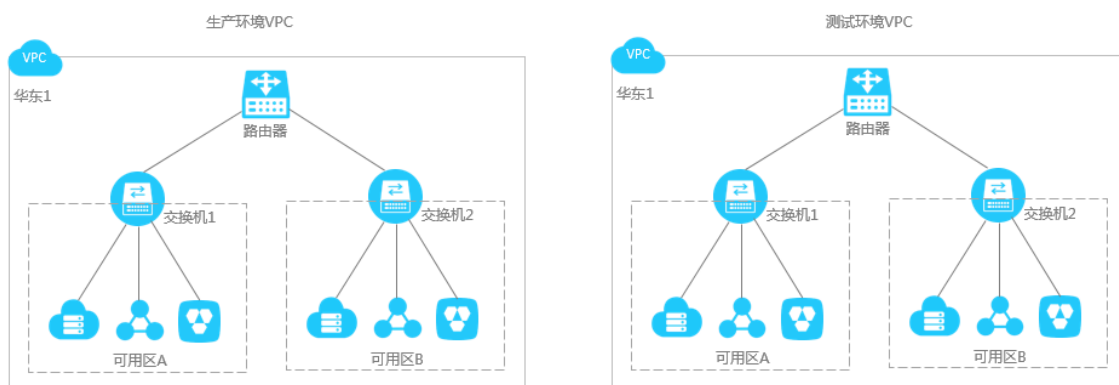 生产环境VPC
VPC
华东1
路由器
交换机1
交换机2
可用区A
可用区B
测试环境VPC
VPC
华东1
路由器
交换机1
交换机2
可用区A
可用区B